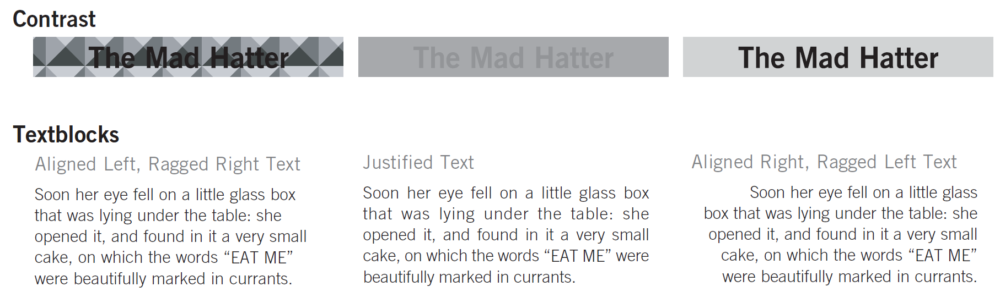 Contrast
The Mad Hatter
The Mad Hatter
The Mad Hatter
Textblocks
Aligned Left, Ragged Right Text
Soon her eye fell on a little glass box
that was lying under the table: she
opened it, and found in it a very small
cake, on which the words “EAT ME”
were beautifully marked in currants.
Justified Text
Soon her eye fell on a little glass box
that was lying under the table: she
opened it, and found in it a very small
cake, on which the words “EAT ME” were
beautifully marked in currants.
Aligned Right, Ragged Left Text
Soon her eye fell on a little glass
box that was lying under the table: she
opened it, and found in it a very small
cake, on which the words “EAT ME”
were beautifully marked in currants.